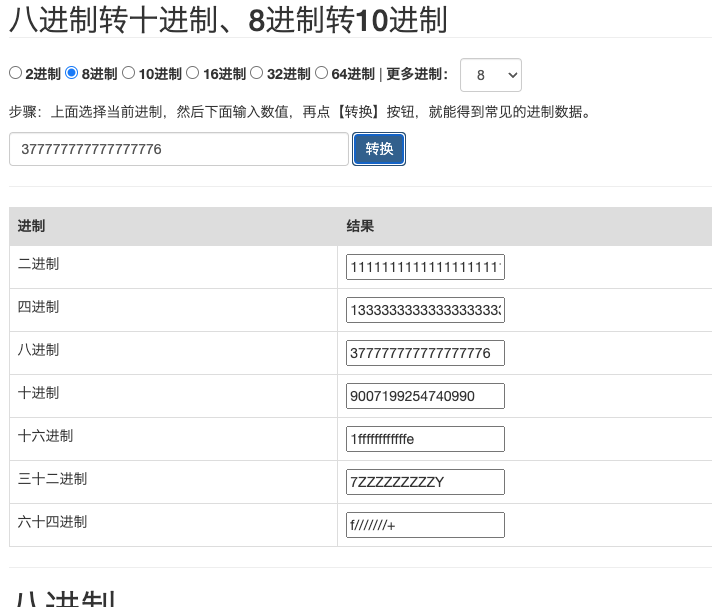 八进制转十进制、8进制转10进制
2进制 8进制 10进制 16进制 32进制 64进制 | 更多进制： 8
步骤：上面选择当前进制，然后下面输入数值，再点【转换】按钮，就能得到常见的进制数据。
377777777777777776 转换
进制 结果
二进制 11111111111111111111
四进制 1333333333333333333
八进制 377777777777777776
十进制 9007199254740990
十六进制 1ffffffffffffe
三十二进制 7ZZZZZZZZZY
六十四进制 f///////+
八进制